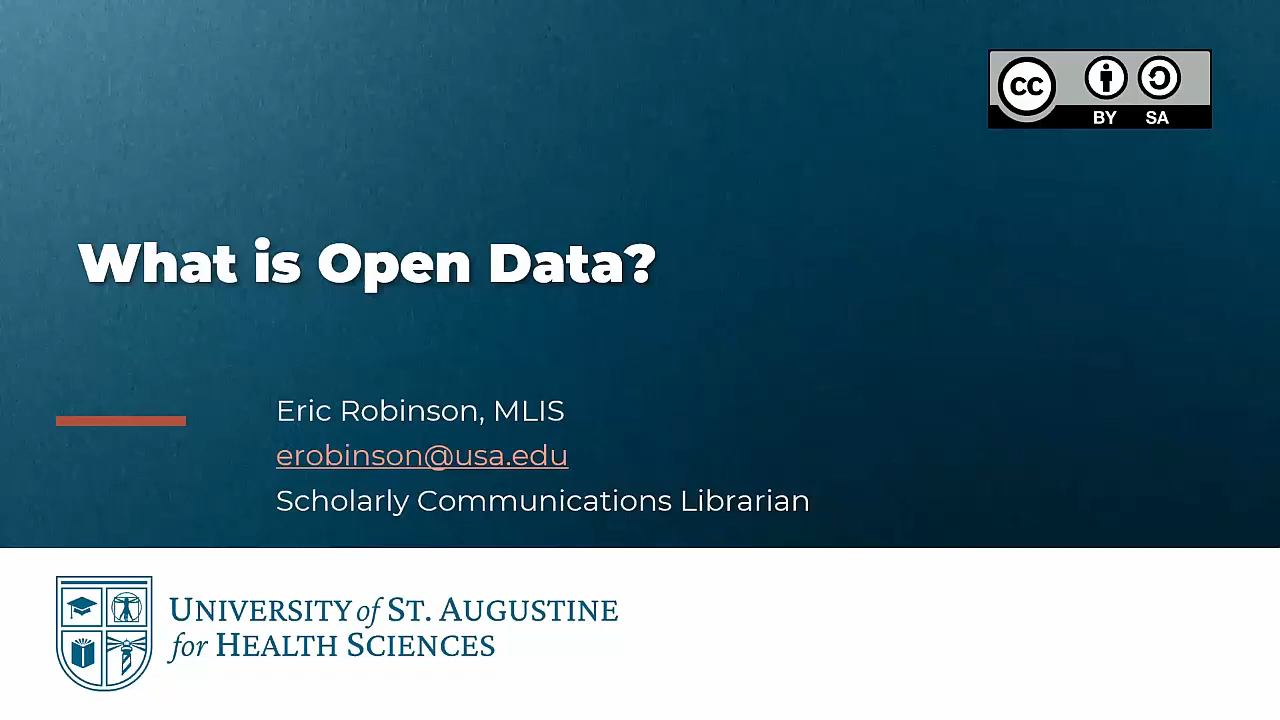 CC
BY SA
What is Open Data?
Eric Robinson, MLIS
erobinson@usa.edu
Scholarly Communications Librarian
UNIVERSITY of ST. AUGUSTINE
for HEALTH SCIENCES